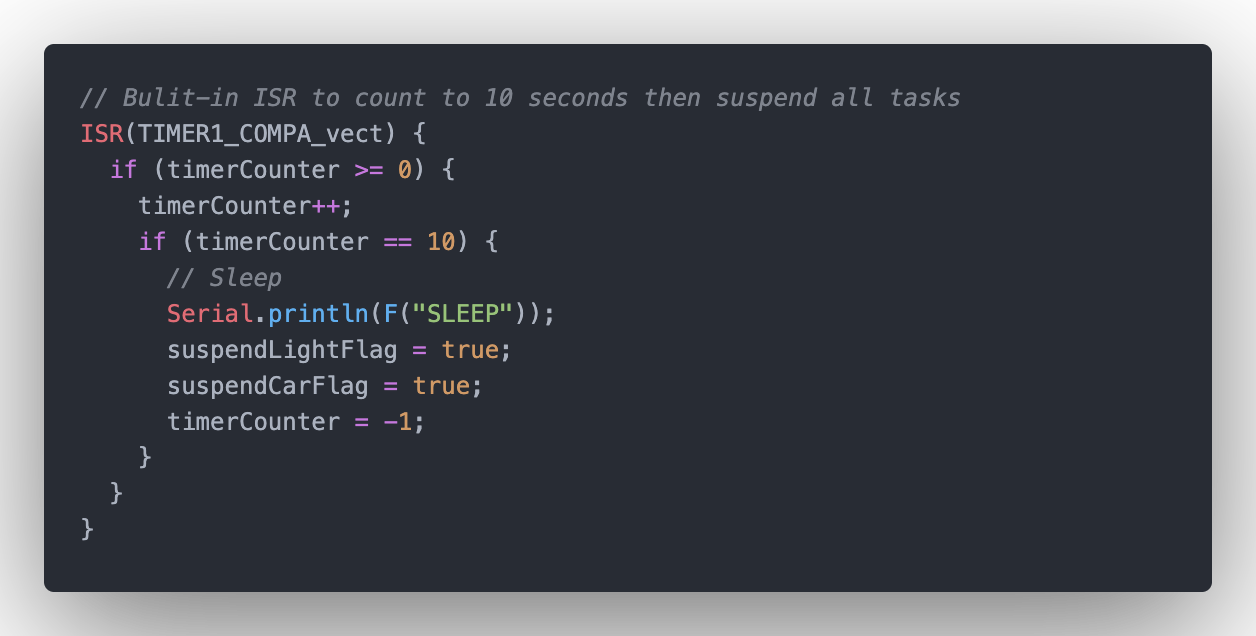 // Bulit-in ISR to count to 10 seconds then suspend all tasks
ISR(TIMER1_COMPA_vect) {
  if (timerCounter >= 0) {
    timerCounter++;
    if (timerCounter == 10) {
      // Sleep
      Serial.println(F("SLEEP"));
      suspendLightFlag = true;
      suspendCarFlag = true;
      timerCounter = -1;
    }
  }
}